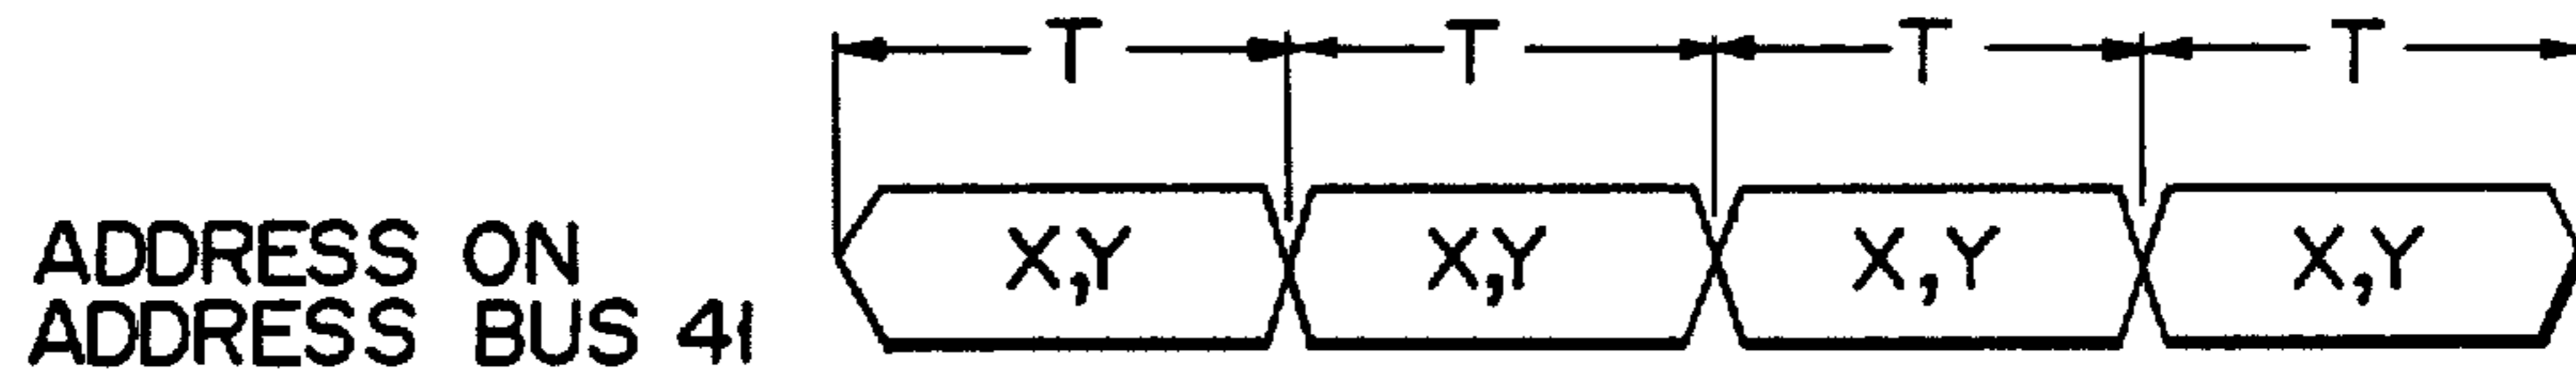 T T T T
ADDRESS ON
ADDRESS BUS 41
X,Y X,Y X,Y X,Y